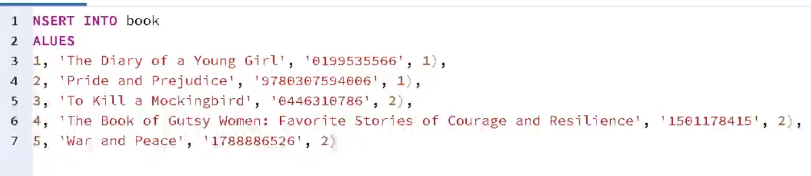 1 NSERT INTO book
2 ALUES
3 1, 'The Diary of a Young Girl', '0199535566', 1),
4 2, 'Pride and Prejudice', '9780307594006', 1),
5 3, 'To Kill a Mockingbird', '0446310786', 2),
6 4, 'The Book of Gutsy Women: Favorite Stories of Courage and Resilience', '1501178415', 2),
7 5, 'War and Peace', '1788886526', 2)